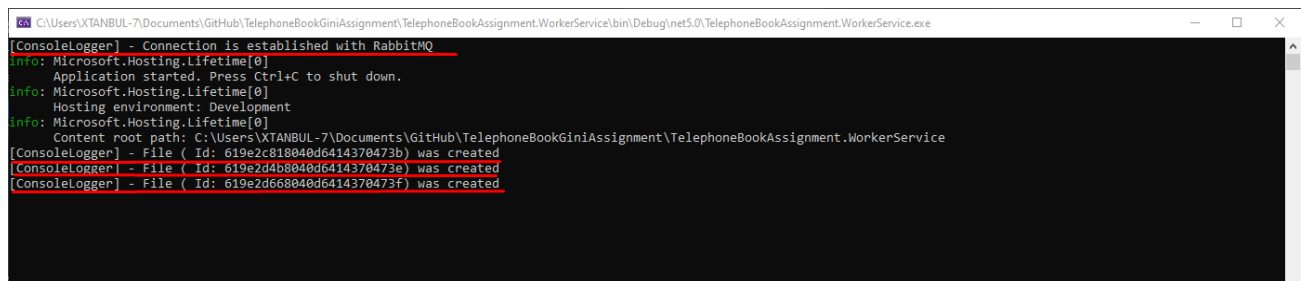 C:\Users\XTANBUL-7\Documents\GitHub\TelephoneBookGiniAssignment\TelephoneBookAssignment.WorkerService\bin\Debug\net5.0\TelephoneBookAssignment.WorkerService.exe
[ConsoleLogger] - Connection is established with RabbitMQ
info: Microsoft.Hosting.Lifetime[0]
      Application started. Press Ctrl+C to shut down.
info: Microsoft.Hosting.Lifetime[0]
      Hosting environment: Development
info: Microsoft.Hosting.Lifetime[0]
      Content root path: C:\Users\XTANBUL-7\Documents\GitHub\TelephoneBookGiniAssignment\TelephoneBookAssignment.WorkerService
[ConsoleLogger] - File ( Id: 619e2c818040d6414370473b) was created
[ConsoleLogger] - File ( Id: 619e2d4b8040d6414370473e) was created
[ConsoleLogger] - File ( Id: 619e2d668040d6414370473f) was created